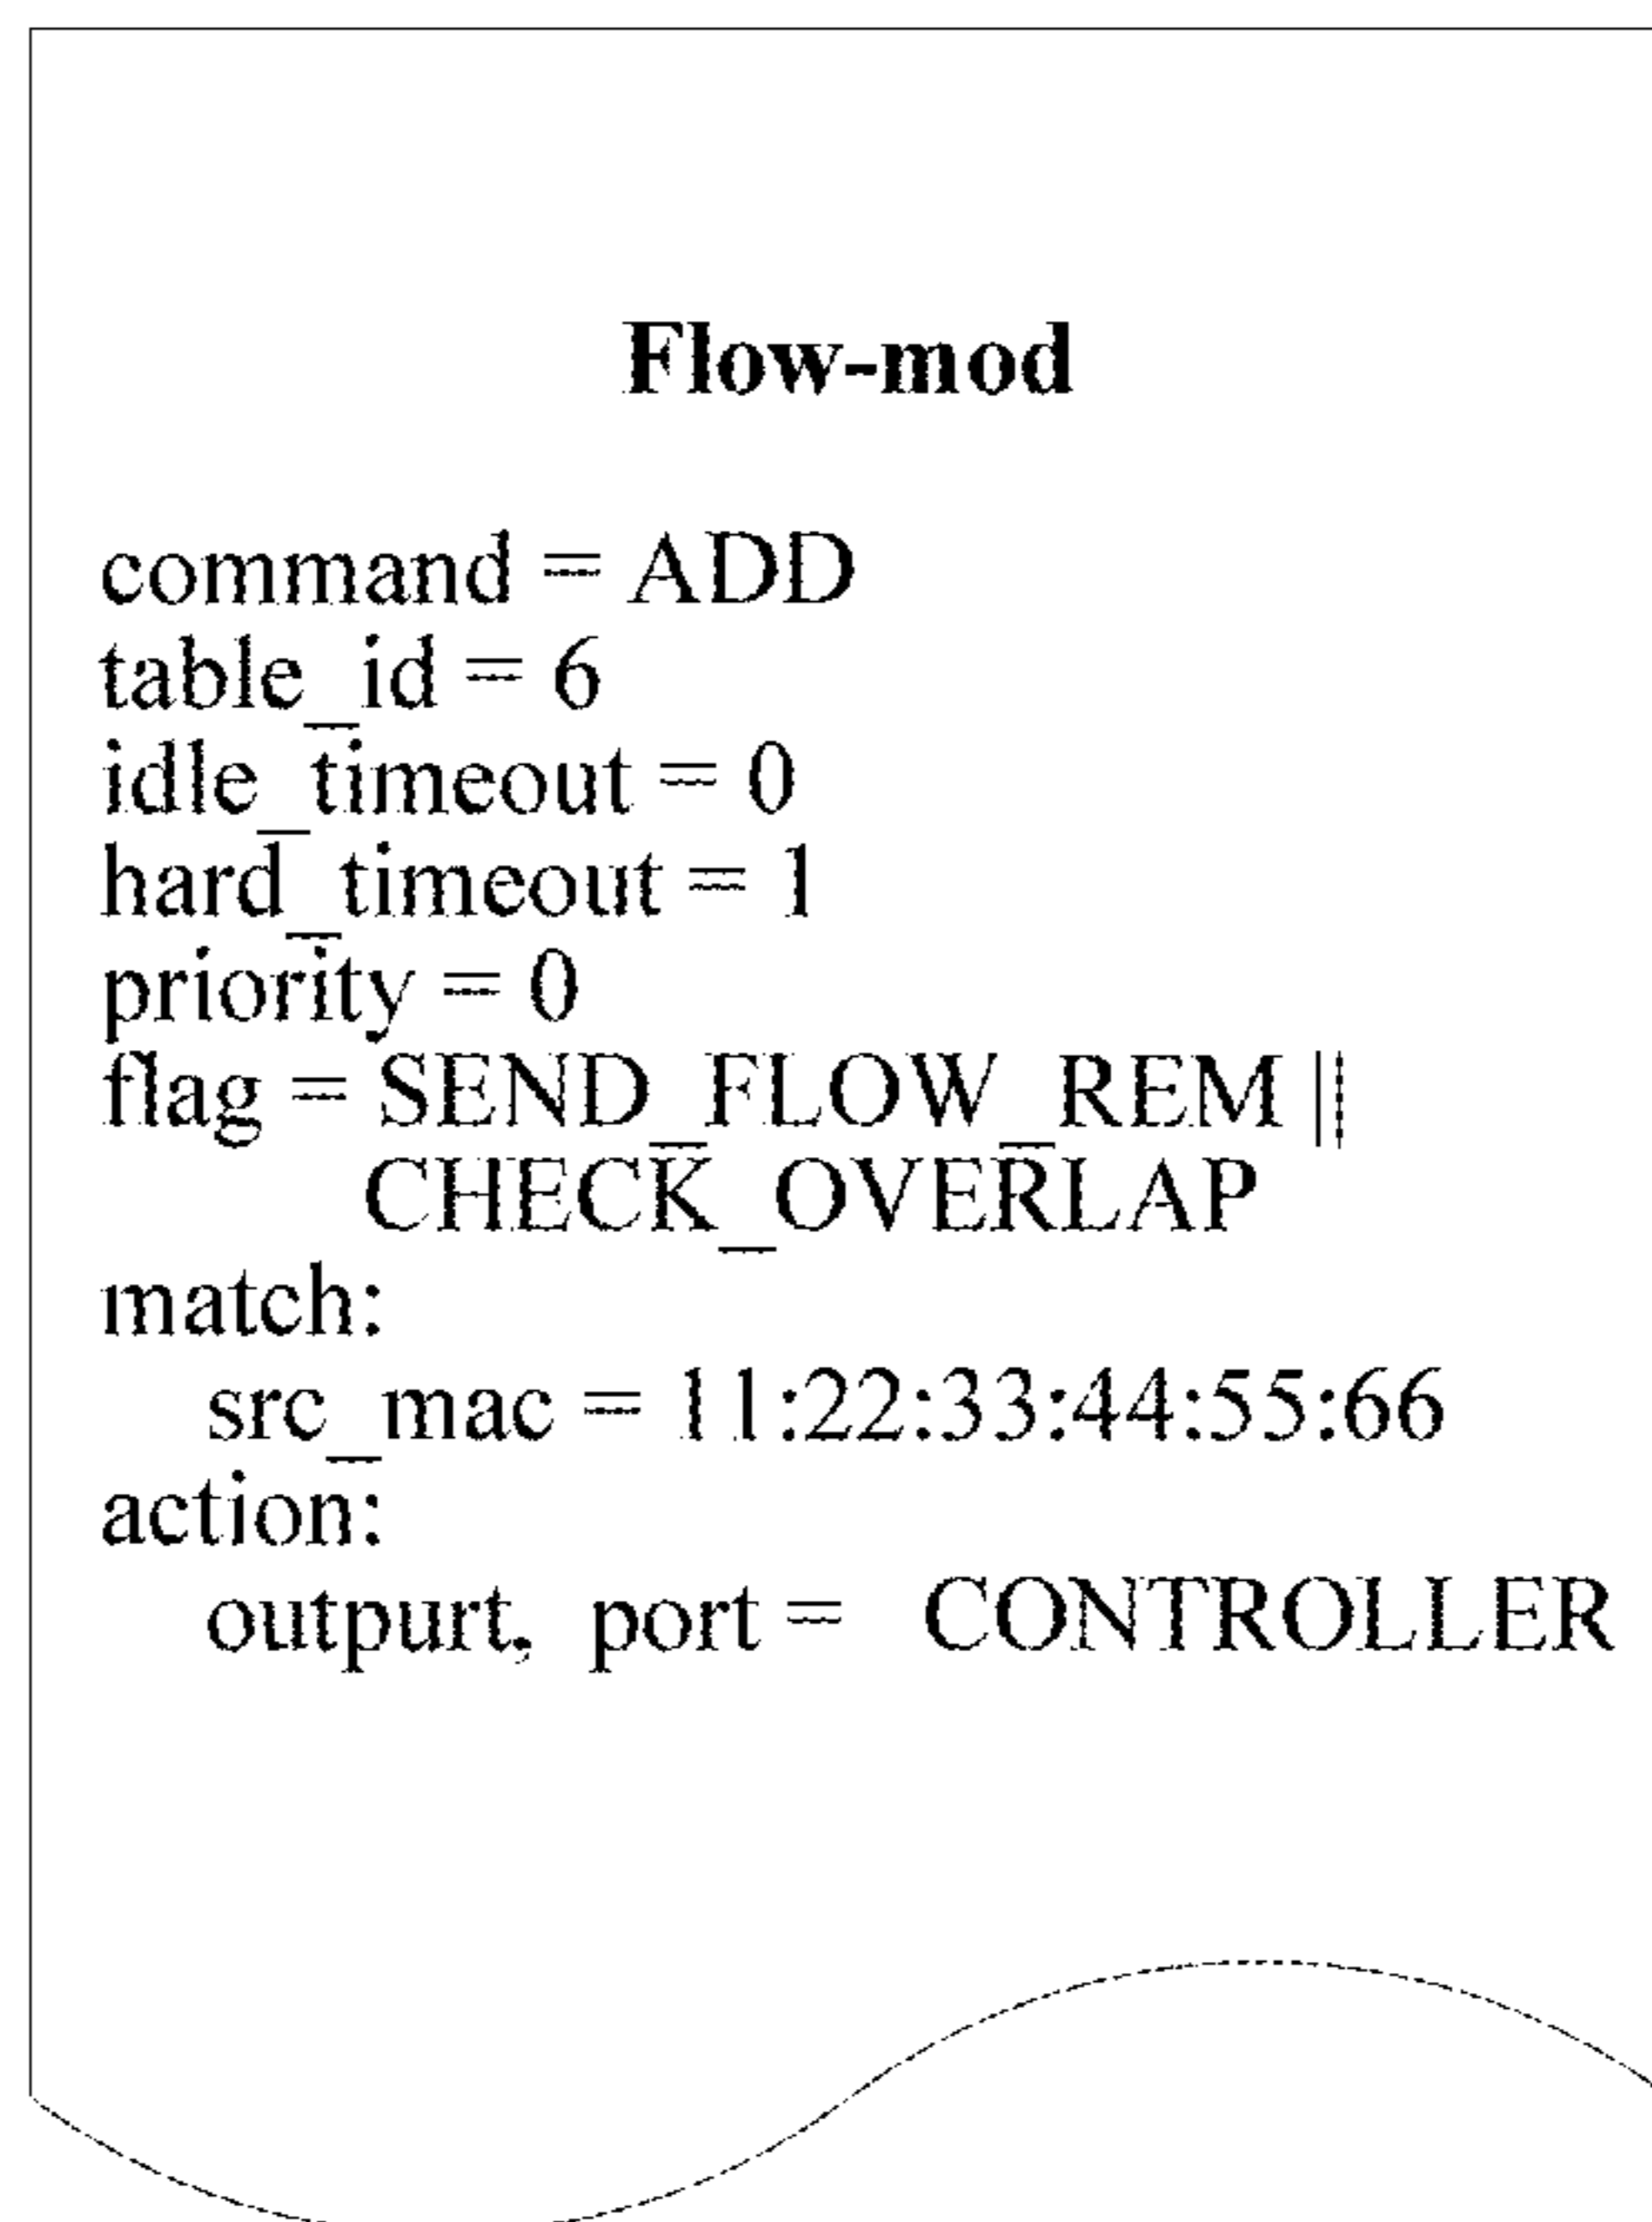 Flow-mod
command = ADD
table_id = 6
idle_timeout = 0
hard_timeout = 1
priority = 0
flag = SEND_FLOW_REM ||
CHECK_OVERLAP
match:
src_mac = 11:22:33:44:55:66
action:
outpurt, port = CONTROLLER